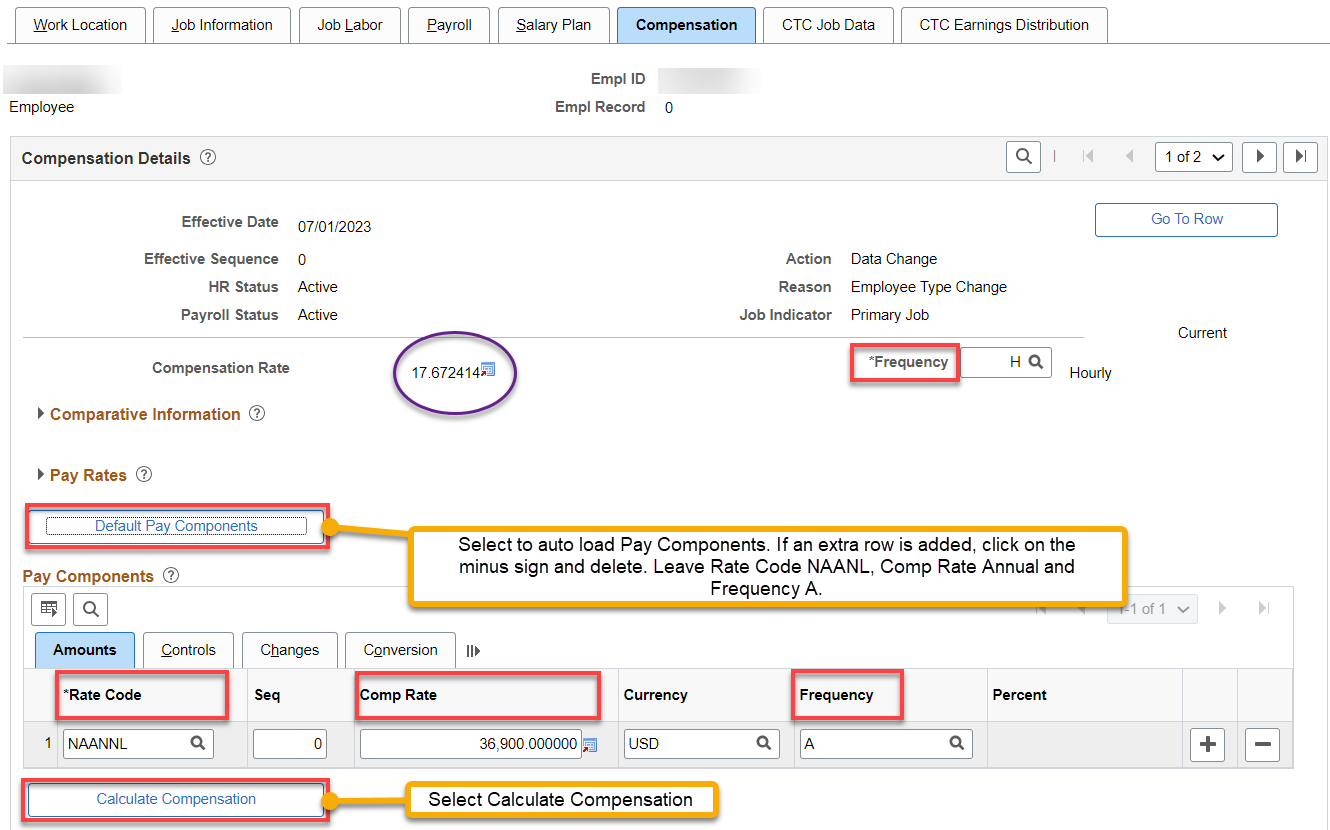 Work Location Job Information Job Labor Payroll Salary Plan Compensation CTC Job Data CTC Earnings Distribution
Empl ID
Employee Empl Record 0
Compensation Details ? | 1 of 2
Effective Date 07/01/2023 Go To Row
Effective Sequence 0 Action Data Change
HR Status Active Reason Employee Type Change
Payroll Status Active Job Indicator Primary Job
Current
Compensation Rate 17.672414 *Frequency H Hourly
Comparative Information ?
Pay Rates ?
Default Pay Components
Select to auto load Pay Components. If an extra row is added, click on the
minus sign and delete. Leave Rate Code NAANL, Comp Rate Annual and
Frequency A.
Pay Components ?
1-1 of 1
Amounts Controls Changes Conversion
*Rate Code Seq Comp Rate Currency Frequency Percent
1 NAANNL 0 36,900.000000 USD A
Calculate Compensation Select Calculate Compensation